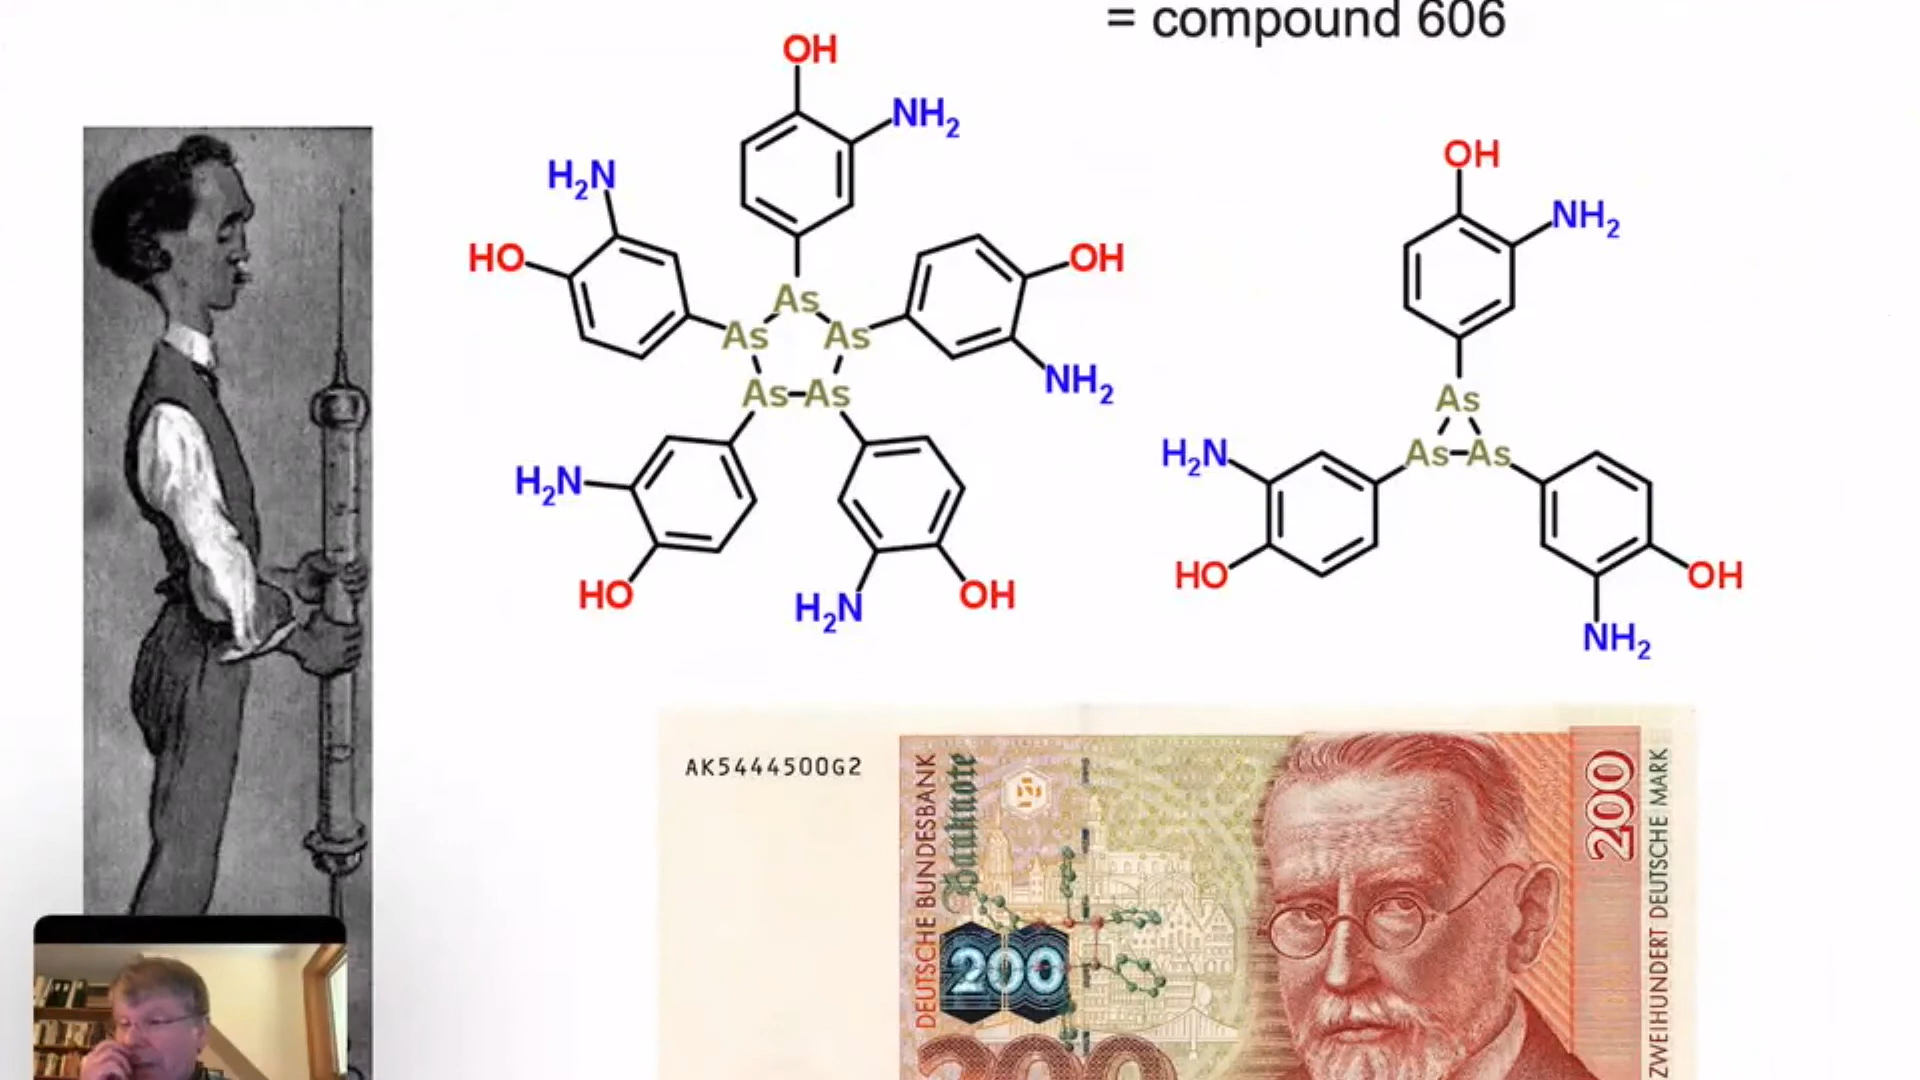 = compound 606
OH
NH2
H2N
HO
As
As
As
As
As
OH
NH2
H2N
HO
H2N
OH
OH
NH2
As
As
As
H2N
HO
OH
NH2
AK5444500G2
DEUTSCHE BUNDESBANK
Banknote
200
200
200
ZWEIHUNDERT DEUTSCHE MARK